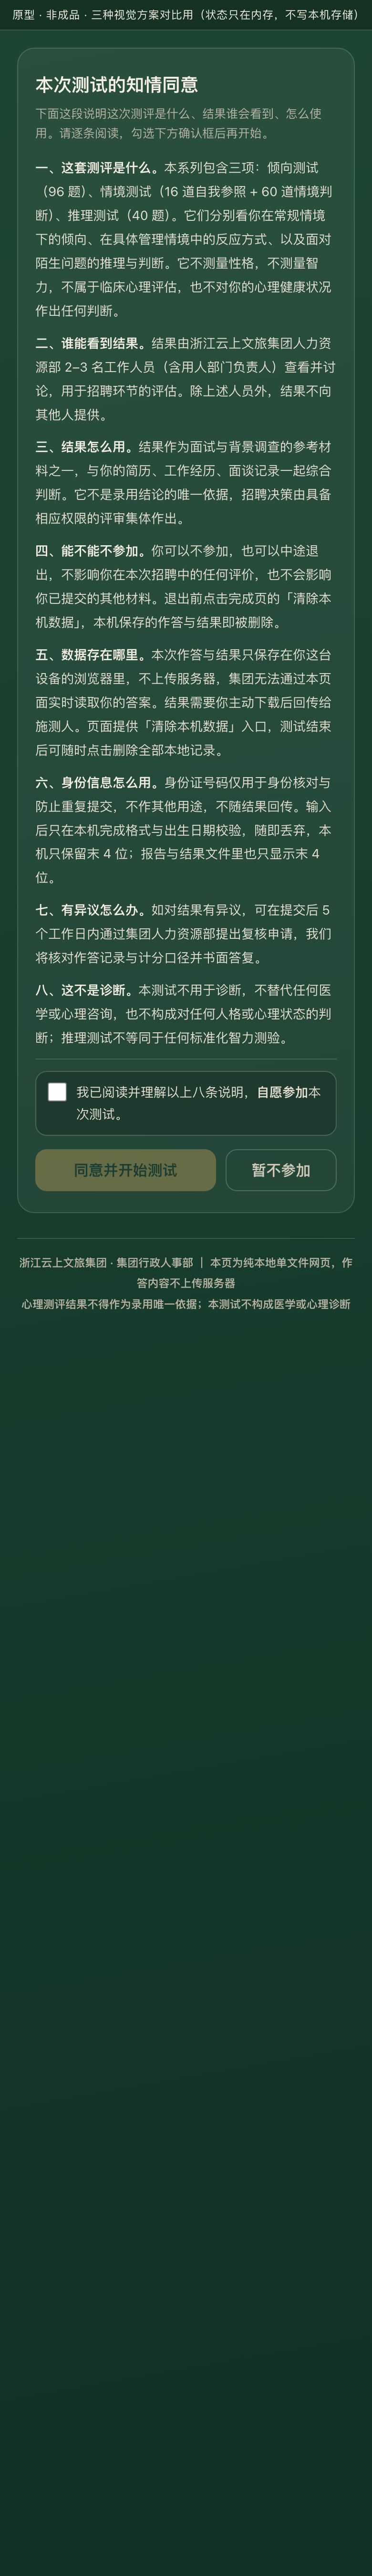 原型 · 非成品 · 三种视觉方案对比用（状态只在内存，不写本机存储）
本次测试的知情同意
下面这段说明这次测评是什么、结果谁会看到、怎么使
用。请逐条阅读，勾选下方确认框后再开始。
一、这套测评是什么。本系列包含三项：倾向测试
（96 题）、情境测试（16 道自我参照 + 60 道情境判
断）、推理测试（40 题）。它们分别看你在常规情境
下的倾向、在具体管理情境中的反应方式、以及面对
陌生问题的推理与判断。它不测量性格，不测量智
力，不属于临床心理评估，也不对你的心理健康状况
作出任何判断。
二、谁能看到结果。结果由浙江云上文旅集团人力资
源部 2–3 名工作人员（含用人部门负责人）查看并讨
论，用于招聘环节的评估。除上述人员外，结果不向
其他人提供。
三、结果怎么用。结果作为面试与背景调查的参考材
料之一，与你的简历、工作经历、面谈记录一起综合
判断。它不是录用结论的唯一依据，招聘决策由具备
相应权限的评审集体作出。
四、能不能不参加。你可以不参加，也可以中途退
出，不影响你在本次招聘中的任何评价，也不会影响
你已提交的其他材料。退出前点击完成页的「清除本
机数据」，本机保存的作答与结果即被删除。
五、数据存在哪里。本次作答与结果只保存在你这台
设备的浏览器里，不上传服务器，集团无法通过本页
面实时读取你的答案。结果需你主动下载后回传给
施测人。页面提供「清除本机数据」入口，测试结束
后可随时点击删除全部本地记录。
六、身份信息怎么用。身份证号码仅用于身份核对与
防止重复提交，不作其他用途，不随结果回传。输入
后只在本机完成格式与出生日期校验，随即丢弃，本
机只保留末 4 位；报告与结果文件里也只显示末 4
位。
七、有异议怎么办。如对结果有异议，可在提交后 5
个工作日内通过集团人力资源部提出复核申请，我们
将核对作答记录与计分口径并书面答复。
八、这不是诊断。本测试不用于诊断，不替代任何医
学或心理咨询，也不构成对任何人格或心理状态的判
断；推理测试不等同于任何标准化智力测验。
我已阅读并理解以上八条说明，自愿参加本
次测试。
同意并开始测试
暂不参加
浙江云上文旅集团 · 集团行政人事部 ｜ 本页为纯本地单文件网页，作
答内容不上传服务器
心理测评结果不得作为录用唯一依据；本测试不构成医学或心理诊断